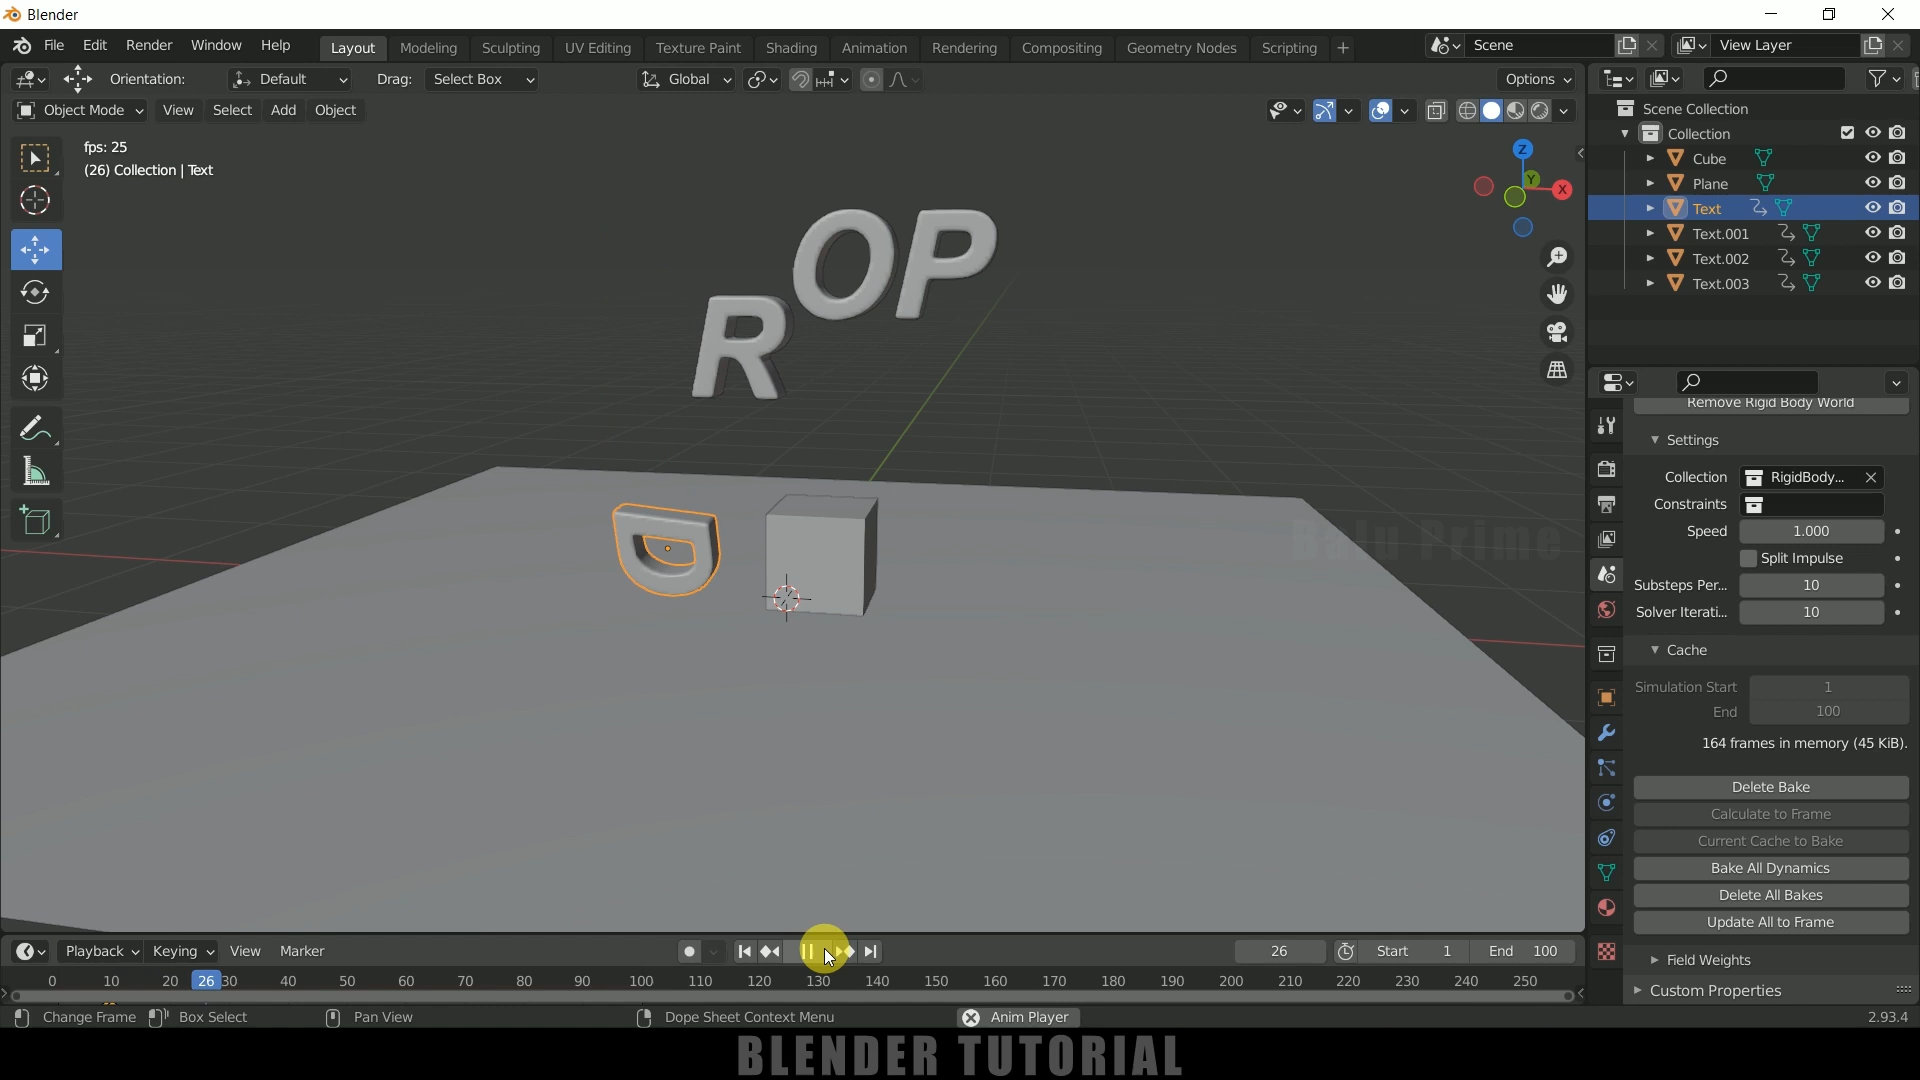 Blender
File Edit Render Window Help Layout Modeling Sculpting UV Editing Texture Paint Shading Animation Rendering Compositing Geometry Nodes Scripting + Scene View Layer
Orientation: Default Drag: Select Box Global Options
Object Mode View Select Add Object
Scene Collection
Collection
Cube
Plane
Text
Text.001
Text.002
Text.003
fps: 25
(26) Collection | Text
Z
Y
X
OP
R
D
Balu Prime
Remove Rigid Body World
Settings
Collection RigidBody...
Constraints
Speed 1.000
Split Impulse
Substeps Per... 10
Solver Iterati... 10
Cache
Simulation Start 1
End 100
164 frames in memory (45 KiB).
Delete Bake
Calculate to Frame
Current Cache to Bake
Bake All Dynamics
Delete All Bakes
Update All to Frame
Field Weights
Custom Properties
Playback Keying View Marker 26 Start 1 End 100
0 10 20 26 30 40 50 60 70 80 90 100 110 120 130 140 150 160 170 180 190 200 210 220 230 240 250
Change Frame Box Select Pan View Dope Sheet Context Menu Anim Player 2.93.4
BLENDER TUTORIAL